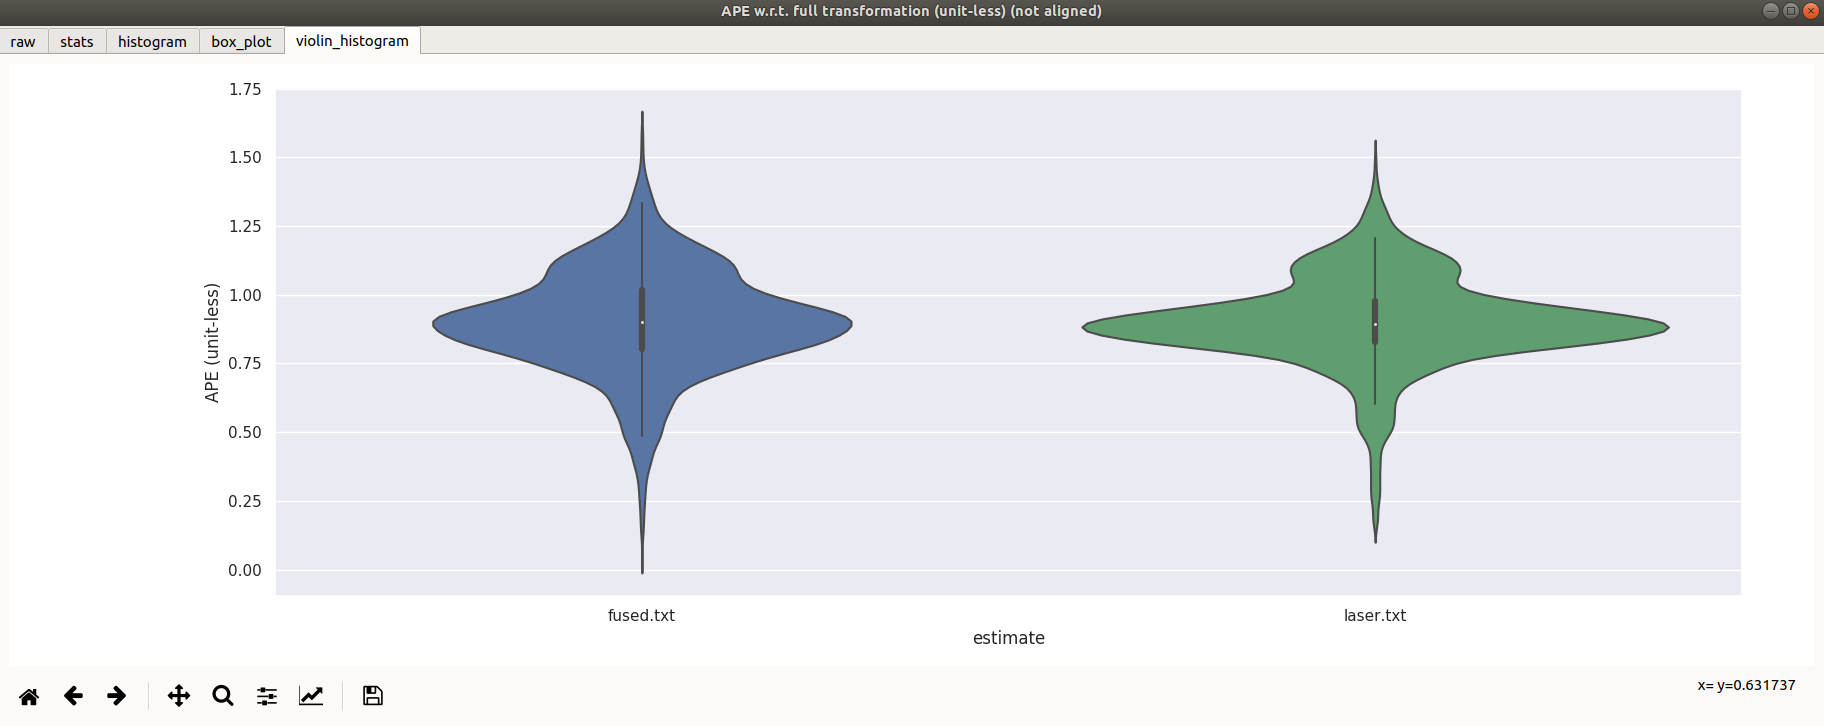 APE w.r.t. full transformation (unit-less) (not aligned)
raw stats histogram box_plot violin_histogram
1.75
1.50
1.25
1.00
0.75
0.50
0.25
0.00
APE (unit-less)
fused.txt laser.txt
estimate
x= y=0.631737